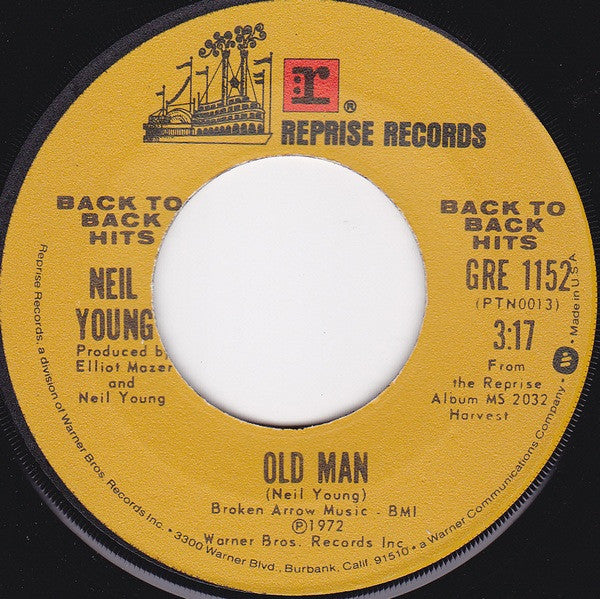 r ®
REPRISE RECORDS
BACK TO
BACK
HITS
NEIL
YOUNG
Produced by
Elliot Mazer
and
Neil Young
BACK TO
BACK
HITS
GRE 1152
(PTN0013)
3:17
From
the Reprise
Album MS 2032
Harvest
OLD MAN
(Neil Young)
Broken Arrow Music - BMI
Ⓟ1972
Warner Bros. Records Inc.
Reprise Records, a division of Warner Bros. Records Inc. • 3300 Warner Blvd., Burbank, Calif. 91510 • a Warner Communications Company •
Made in U.S.A.